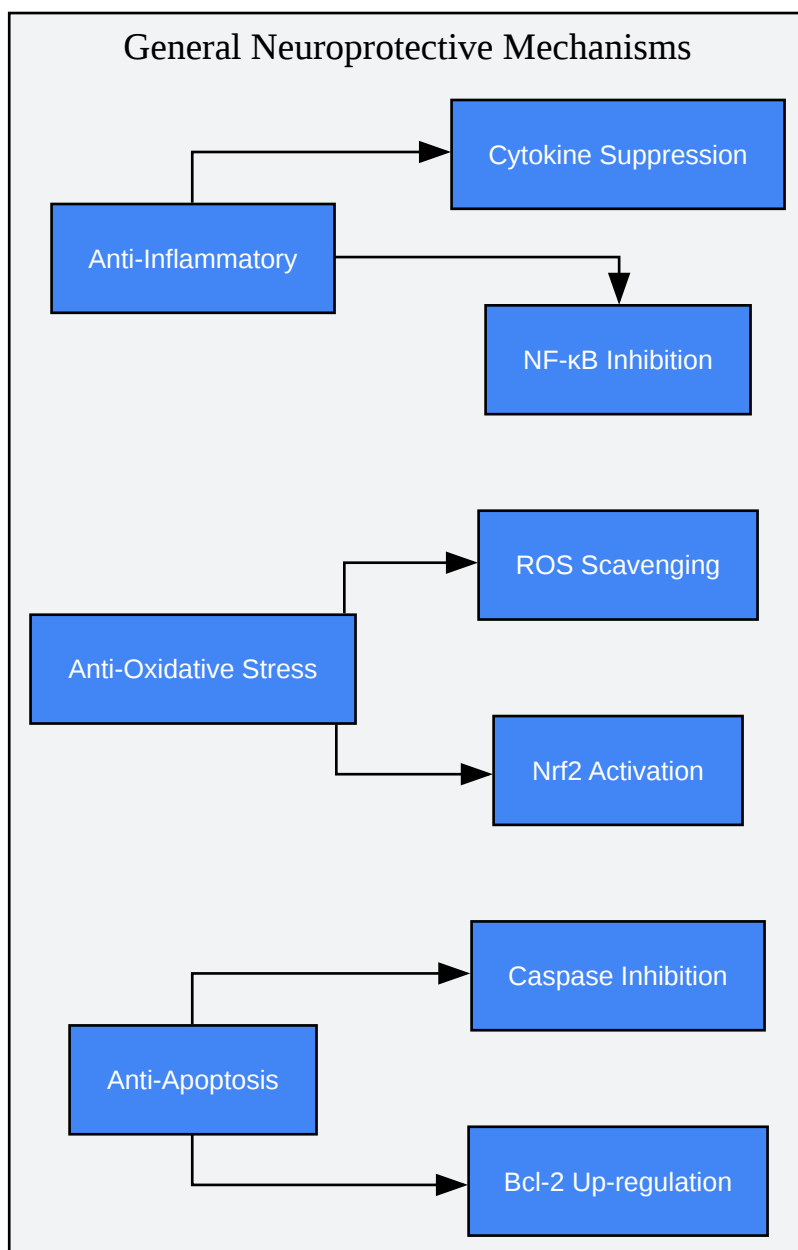 General Neuroprotective Mechanisms
Cytokine Suppression
Anti-Inflammatory
NF-κB Inhibition
ROS Scavenging
Anti-Oxidative Stress
Nrf2 Activation
Caspase Inhibition
Anti-Apoptosis
Bcl-2 Up-regulation